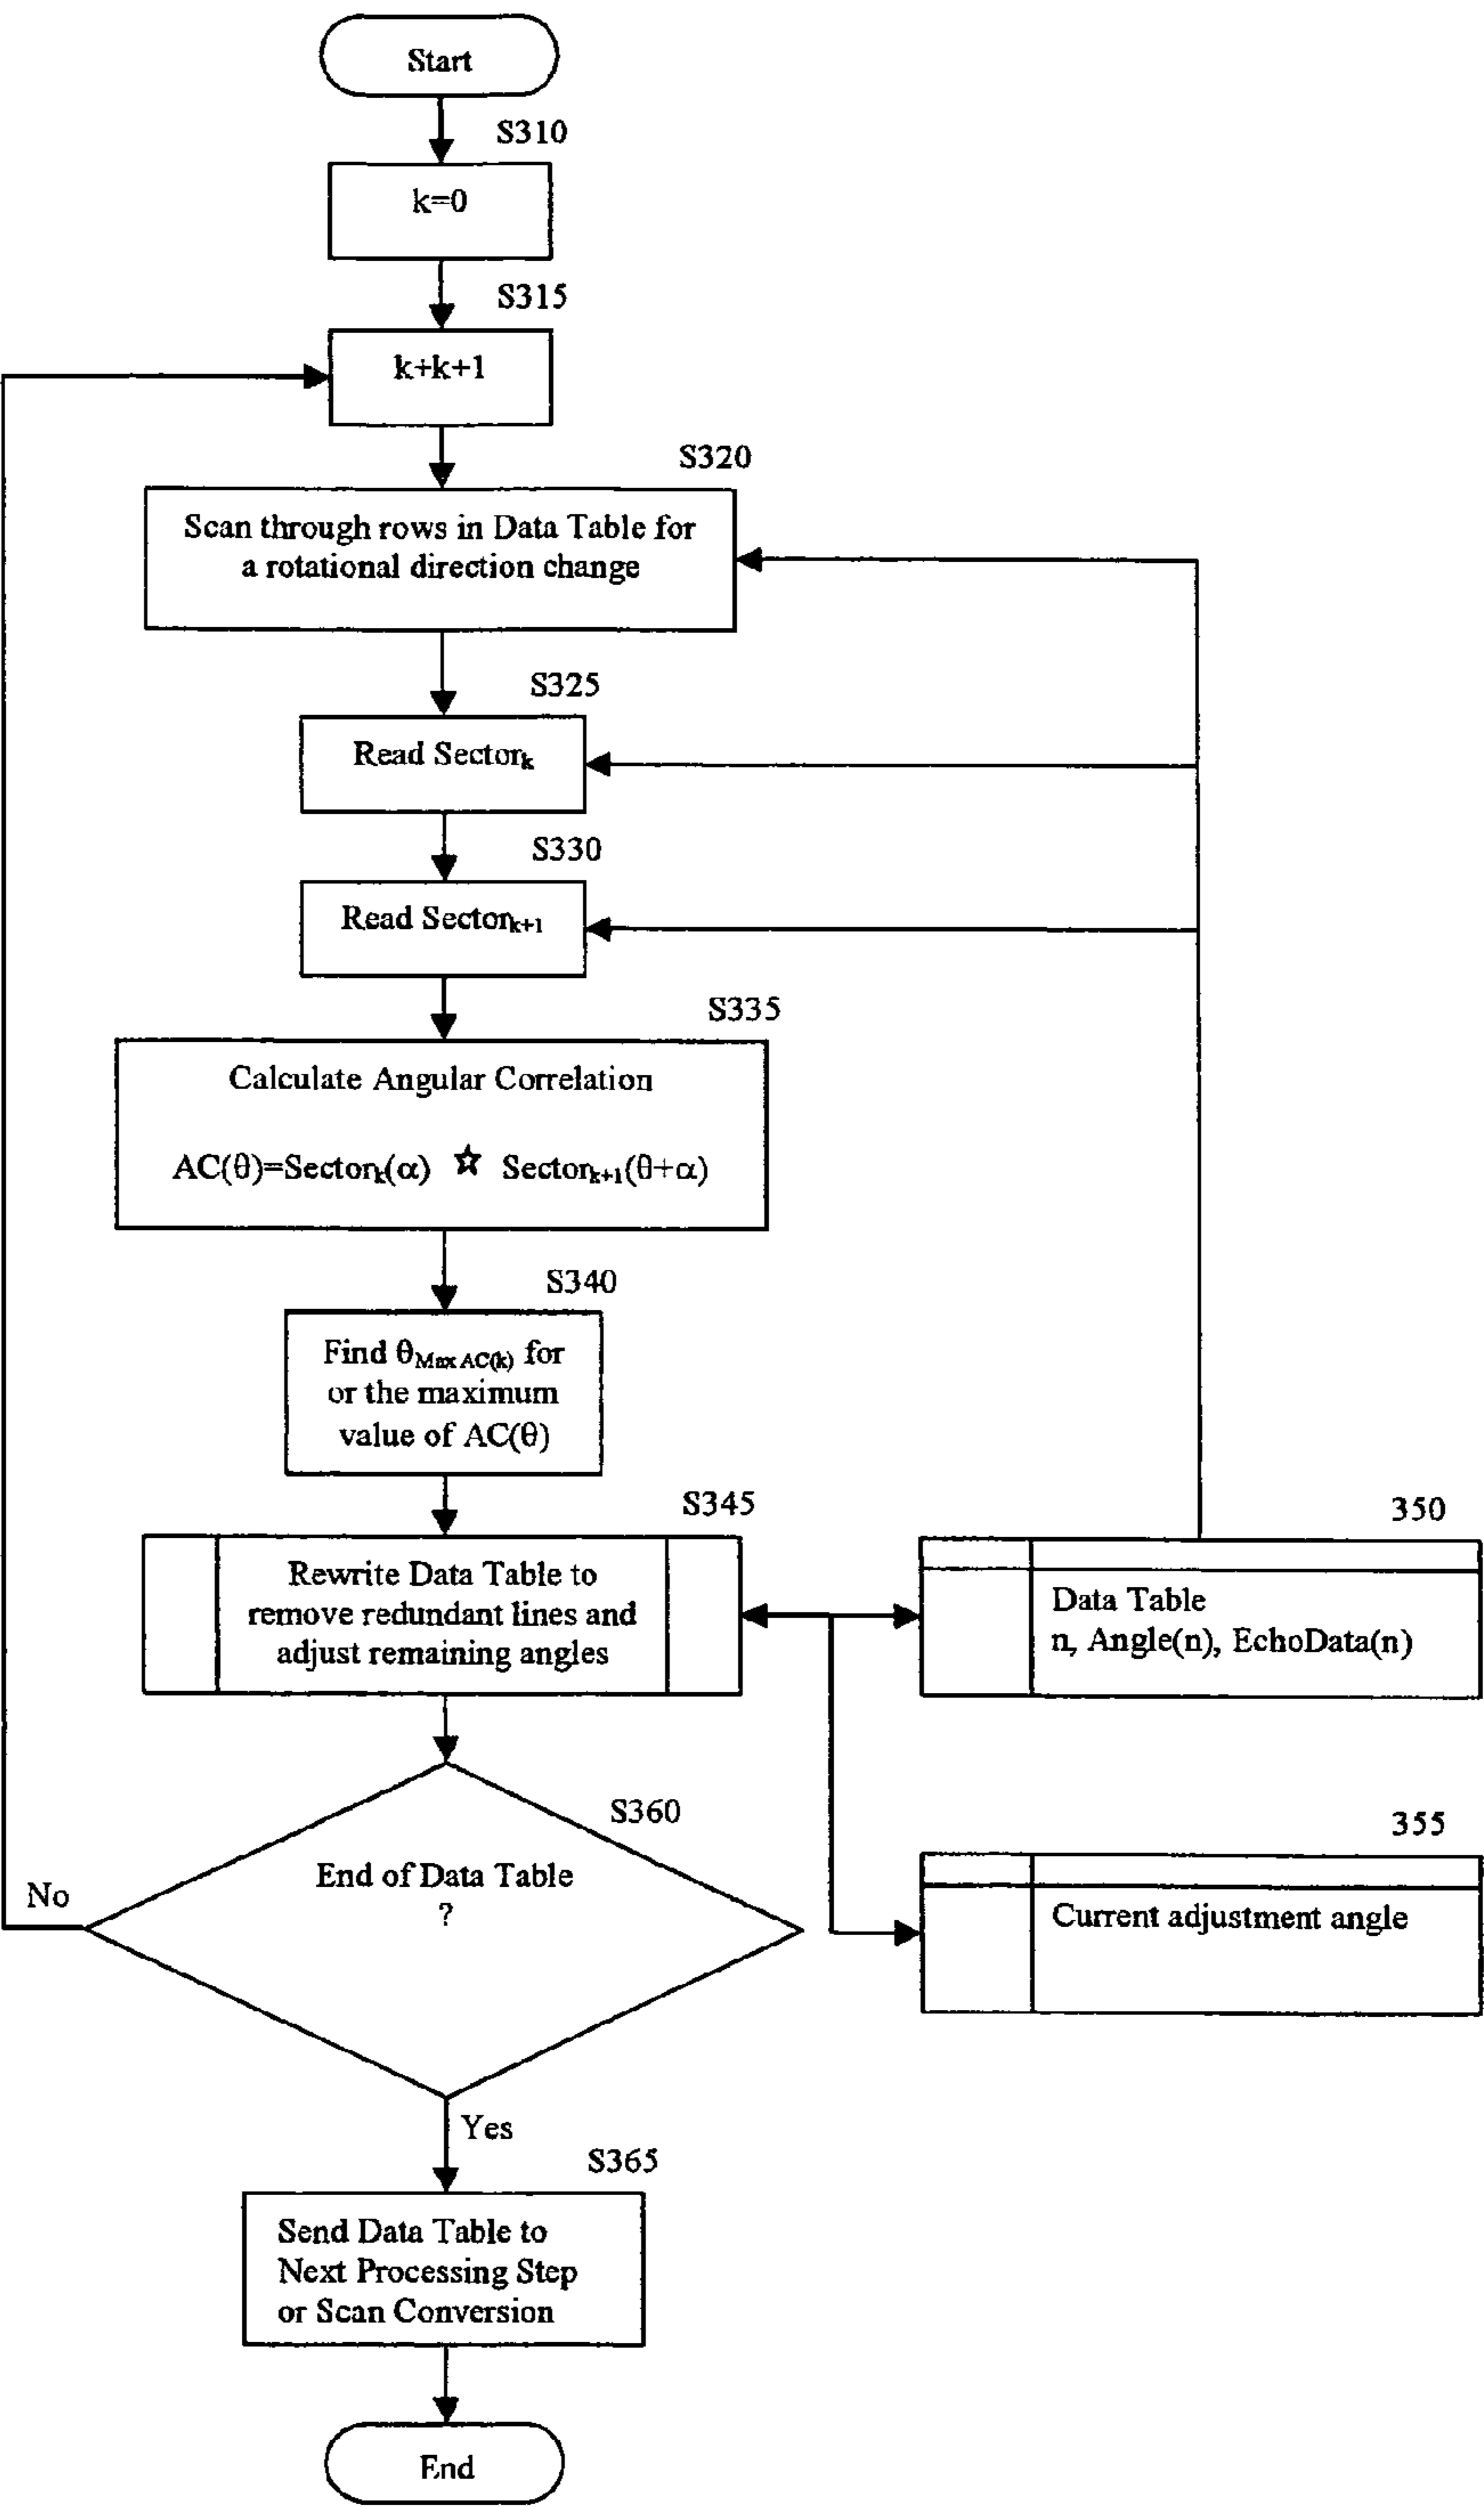 Start
S310
k=0
S315
k+k+1
S320
Scan through rows in Data Table for
a rotational direction change
S325
Read Sectorₖ
S330
Read Sectorₖ₊₁
S335
Calculate Angular Correlation
AC(θ)=Sectorₖ(α) ☆ Sectorₖ₊₁(θ+α)
S340
Find θMax AC(k) for
or the maximum
value of AC(θ)
S345
Rewrite Data Table to
remove redundant lines and
adjust remaining angles
350
Data Table
n, Angle(n), EchoData(n)
S360
End of Data Table
?
No
355
Current adjustment angle
Yes
S365
Send Data Table to
Next Processing Step
or Scan Conversion
End